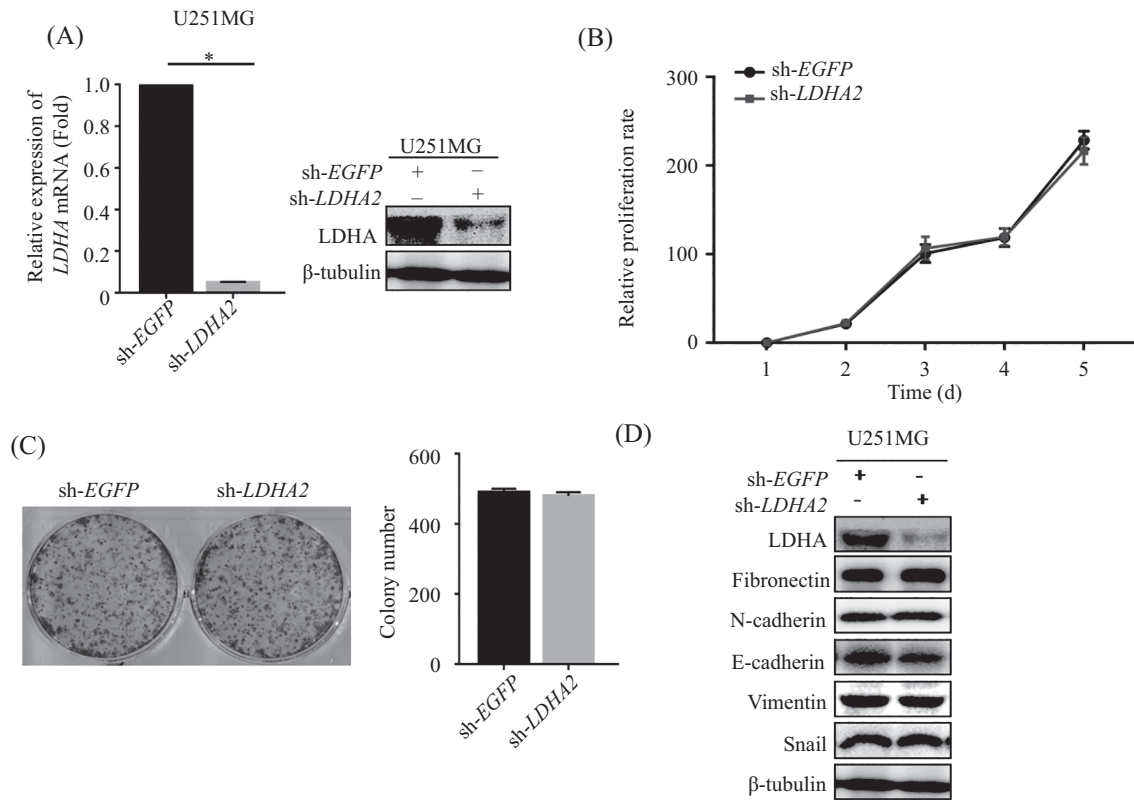 (A)
U251MG
*
Relative expression of
LDHA mRNA (Fold)
1.0
0.8
0.6
0.4
0.2
0
sh-EGFP
sh-LDHA2
U251MG
sh-EGFP + −
sh-LDHA2 − +
LDHA
β-tubulin
(B)
sh-EGFP
sh-LDHA2
Relative proliferation rate
300
200
100
0
1 2 3 4 5
Time (d)
(C)
sh-EGFP sh-LDHA2
Colony number
600
400
200
0
sh-EGFP
sh-LDHA2
(D)
U251MG
sh-EGFP + -
sh-LDHA2 - +
LDHA
Fibronectin
N-cadherin
E-cadherin
Vimentin
Snail
β-tubulin